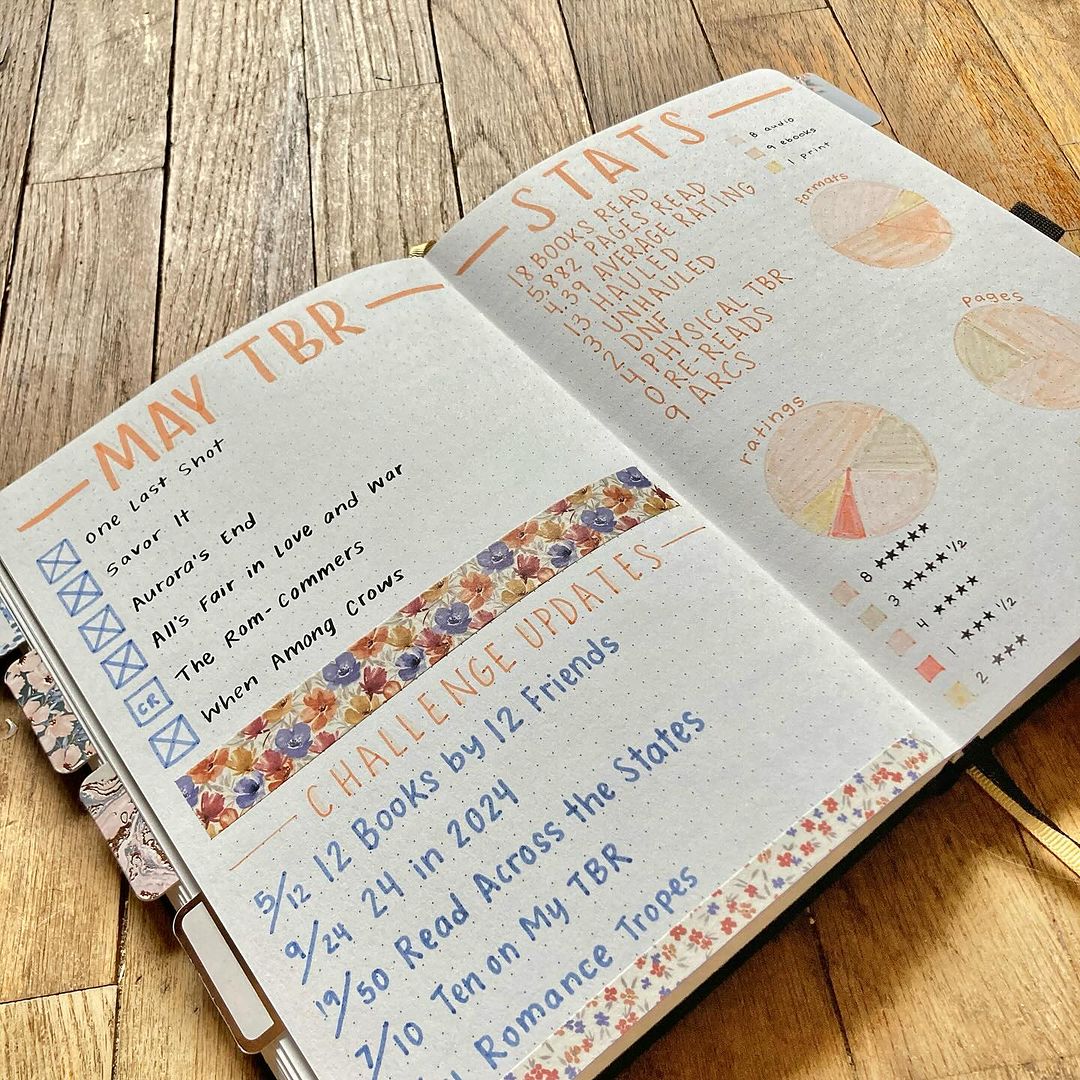 MAY TBR
One Last Shot
Savor It
Aurora's End
All's Fair in Love and War
The Rom-Commers
CR
When Among Crows
CHALLENGE UPDATES
5/12 12 Books by 12 Friends
9/24 24 in 2024
19/50 Read Across the States
7/10 Ten on My TBR
Romance Tropes
STATS
18 BOOKS READ
5,882 PAGES READ
4.39 AVERAGE RATING
13 HAULED
3 UNHAULED
2 DNF
4 PHYSICAL TBR
0 RE-READS
9 ARCS
8 audio
9 ebooks
1 print
formats
Pages
ratings
8 ★★★★★
3 ★★★★ 1/2
4 ★★★★
1 ★★★ 1/2
2 ★★★